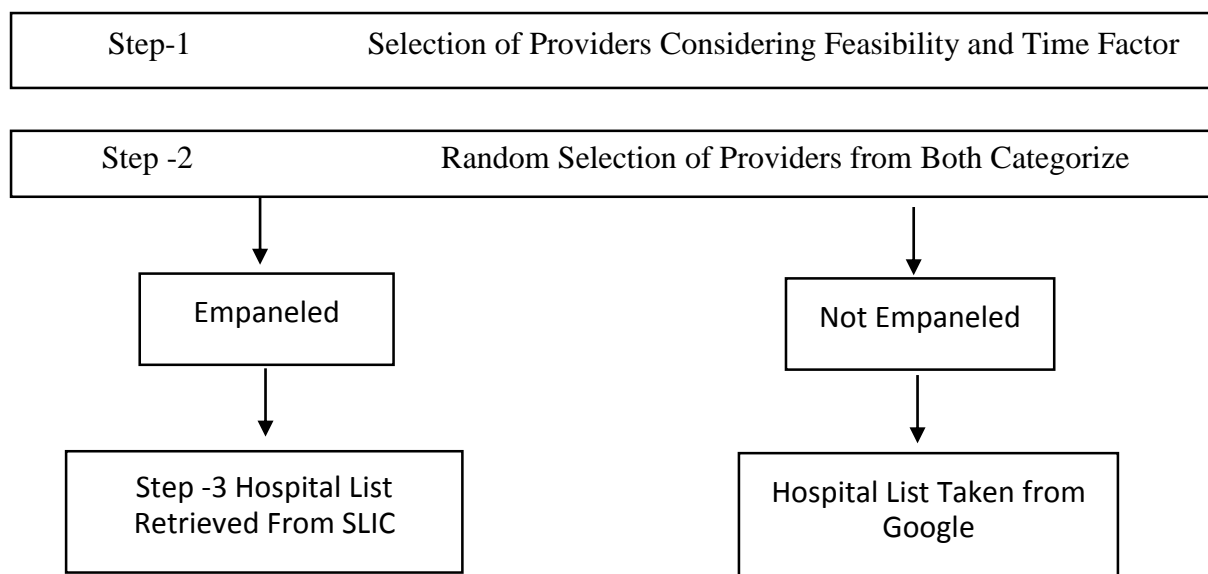 Step-1 Selection of Providers Considering Feasibility and Time Factor
Step -2 Random Selection of Providers from Both Categorize
Empaneled
Not Empaneled
Step -3 Hospital List
Retrieved From SLIC
Hospital List Taken from
Google